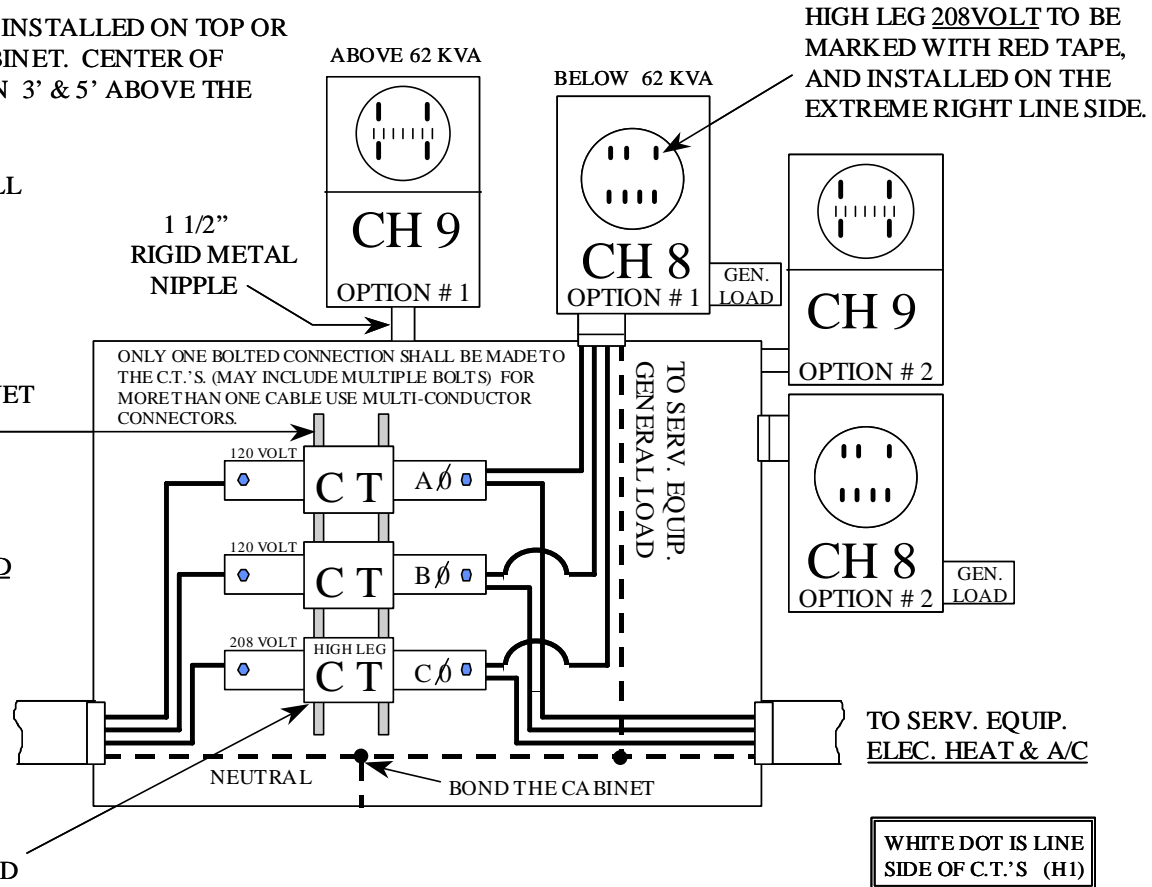 INSTALLED ON TOP OR
BINET. CENTER OF
N 3' & 5' ABOVE THE
LL
1 1/2”
RIGID METAL
NIPPLE
ABOVE 62 KVA
CH 9
OPTION # 1
BELOW 62 KVA
CH 8
OPTION # 1
GEN.
LOAD
HIGH LEG 208VOLT TO BE
MARKED WITH RED TAPE,
AND INSTALLED ON THE
EXTREME RIGHT LINE SIDE.
CH 9
OPTION # 2
CH 8
OPTION # 2
GEN.
LOAD
ONLY ONE BOLTED CONNECTION SHALL BE MADE TO
THE C.T.'S. (MAY INCLUDE MULTIPLE BOLTS) FOR
MORE THAN ONE CABLE USE MULTI-CONDUCTOR
CONNECTORS.
NET
TO SERV. EQUIP.
GENERAL LOAD
120 VOLT
C T
AØ
120 VOLT
C T
BØ
D
208 VOLT
HIGH LEG
C T
CØ
NEUTRAL
BOND THE CABINET
TO SERV. EQUIP.
ELEC. HEAT & A/C
D
WHITE DOT IS LINE
SIDE OF C.T.'S (H1)